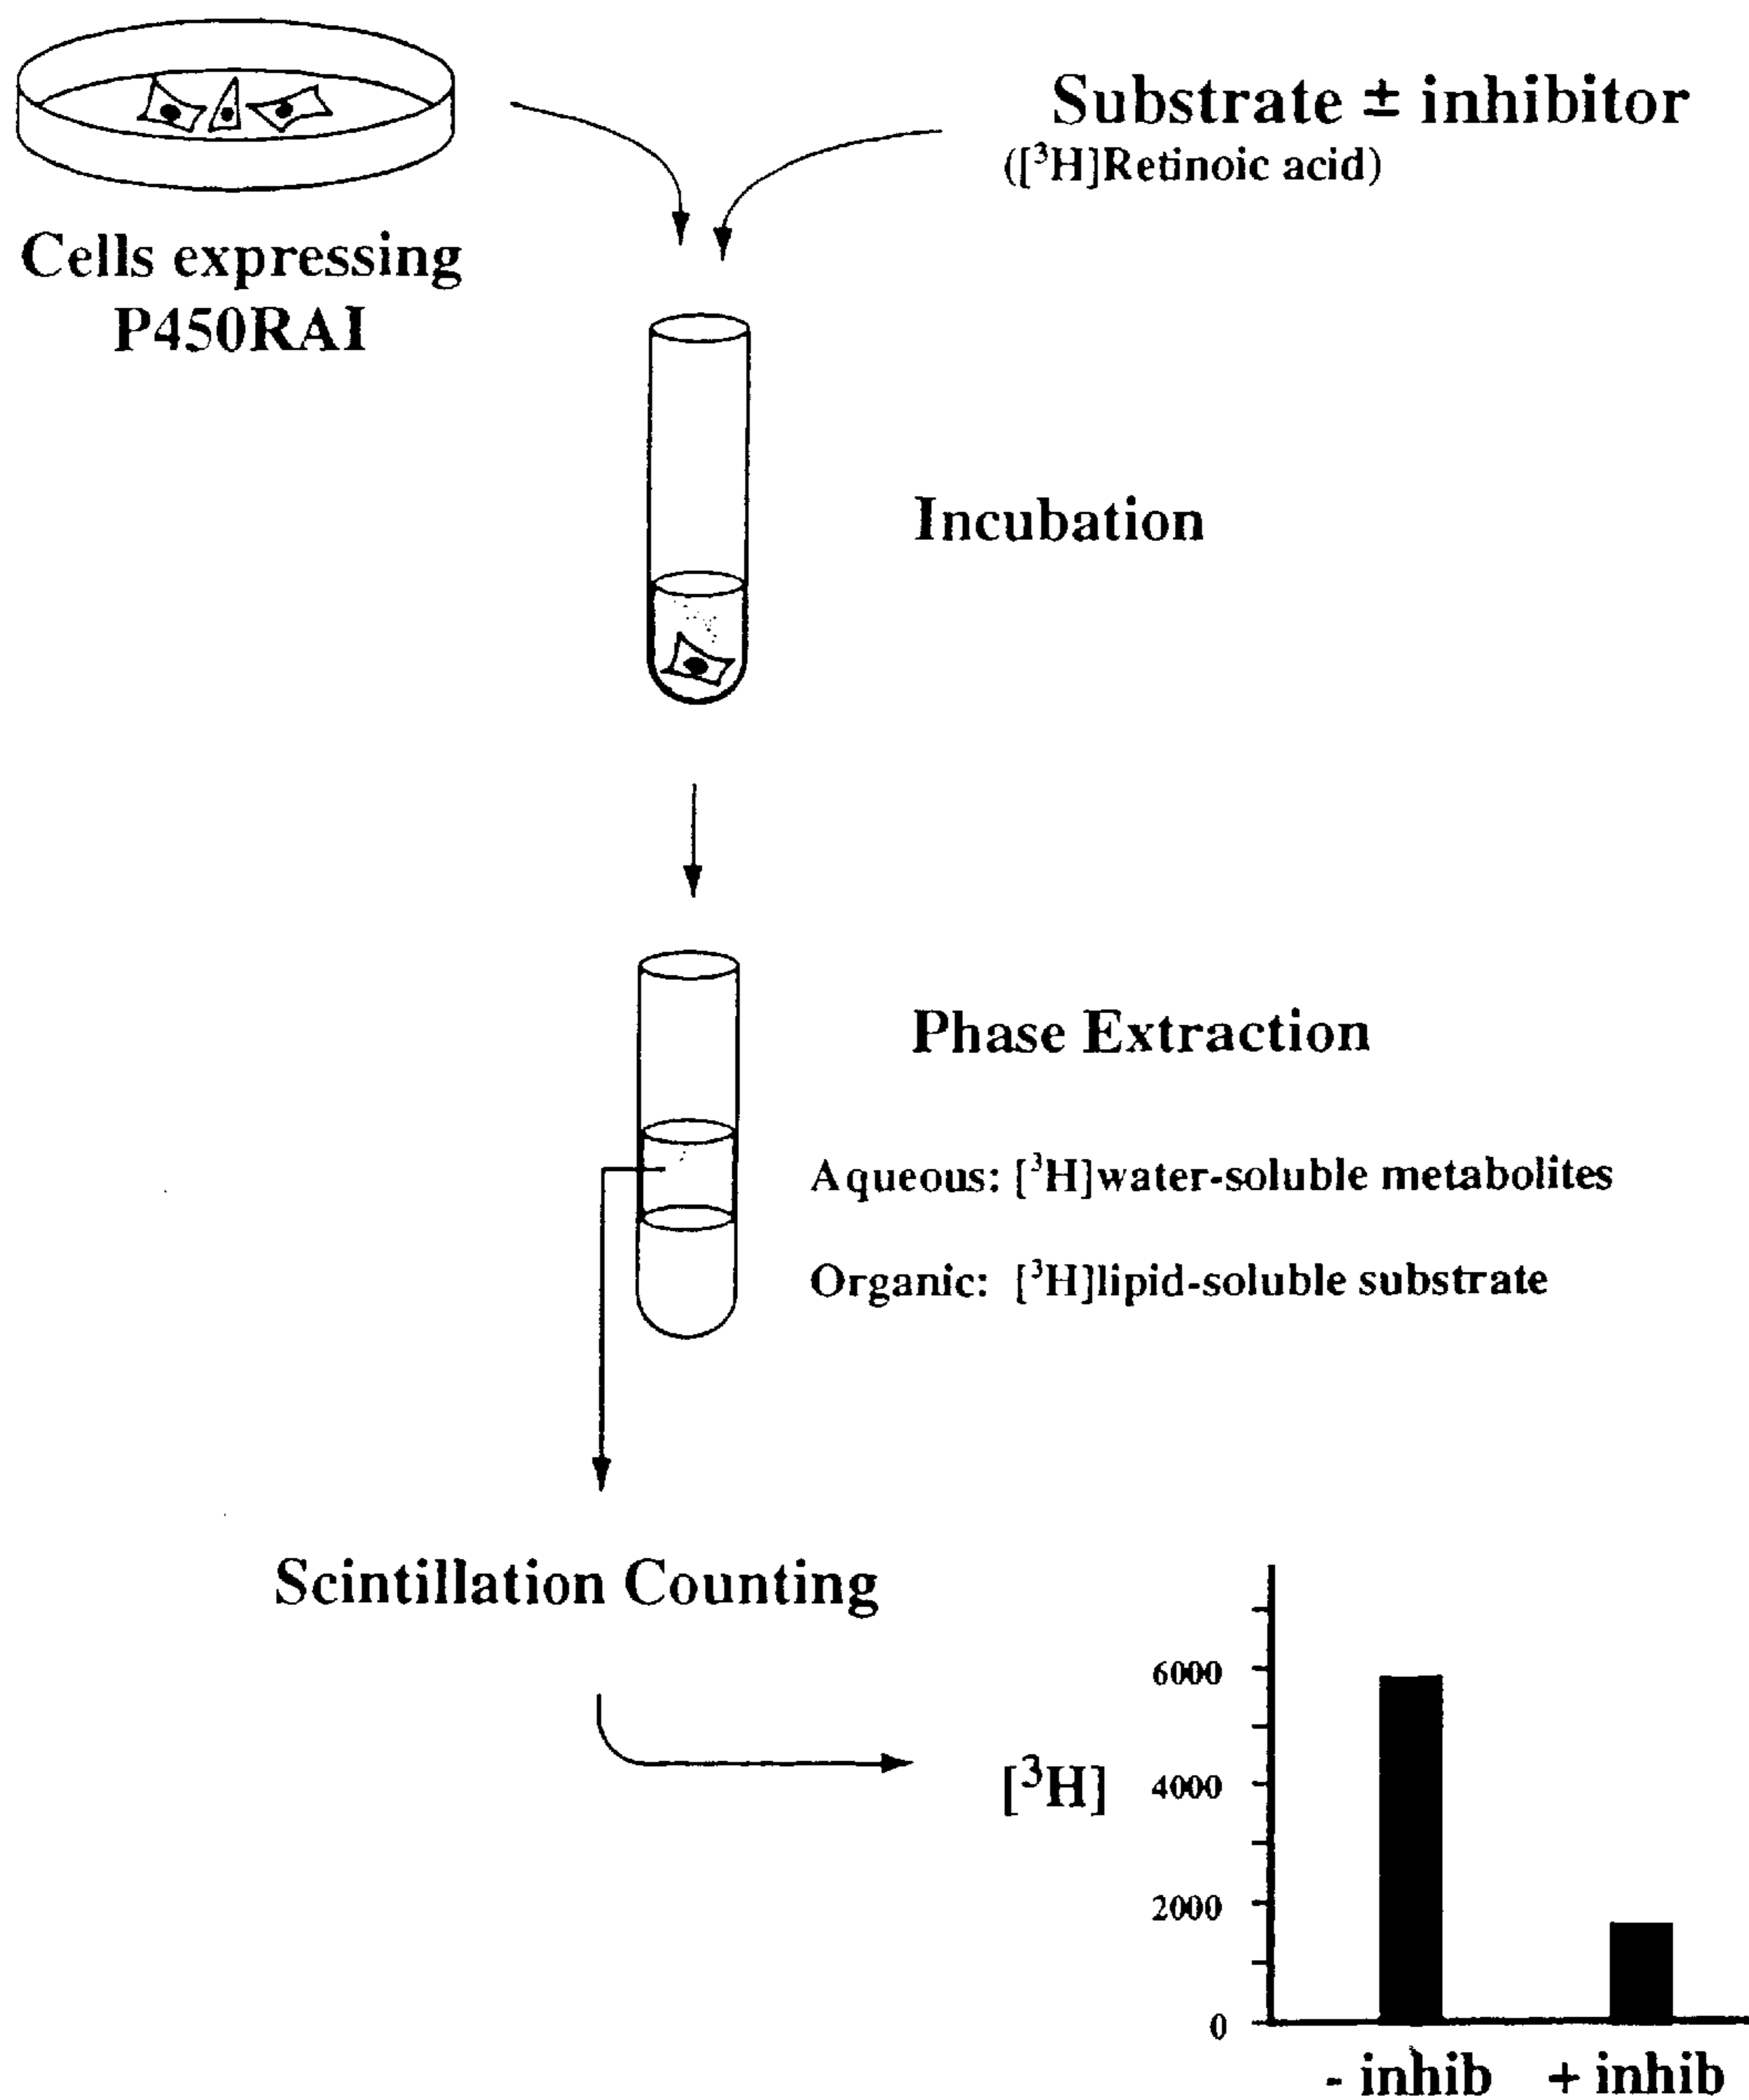 Substrate ± inhibitor
([³H]Retinoic acid)
Cells expressing
P450RAI
Incubation
Phase Extraction
Aqueous: [³H]water-soluble metabolites
Organic: [³H]lipid-soluble substrate
Scintillation Counting
[³H]
6000
4000
2000
0
- inhib + inhib